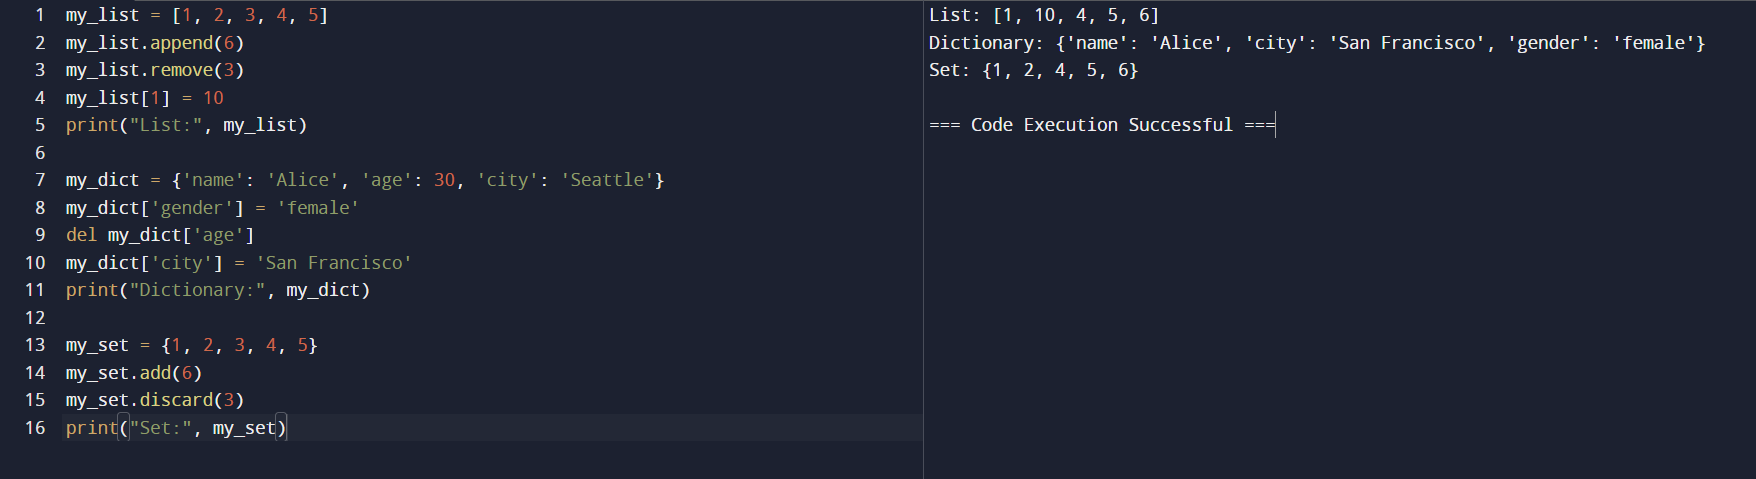 1 my_list = [1, 2, 3, 4, 5]
2 my_list.append(6)
3 my_list.remove(3)
4 my_list[1] = 10
5 print("List:", my_list)
6
7 my_dict = {'name': 'Alice', 'age': 30, 'city': 'Seattle'}
8 my_dict['gender'] = 'female'
9 del my_dict['age']
10 my_dict['city'] = 'San Francisco'
11 print("Dictionary:", my_dict)
12
13 my_set = {1, 2, 3, 4, 5}
14 my_set.add(6)
15 my_set.discard(3)
16 print("Set:", my_set)
List: [1, 10, 4, 5, 6]
Dictionary: {'name': 'Alice', 'city': 'San Francisco', 'gender': 'female'}
Set: {1, 2, 4, 5, 6}
=== Code Execution Successful ===